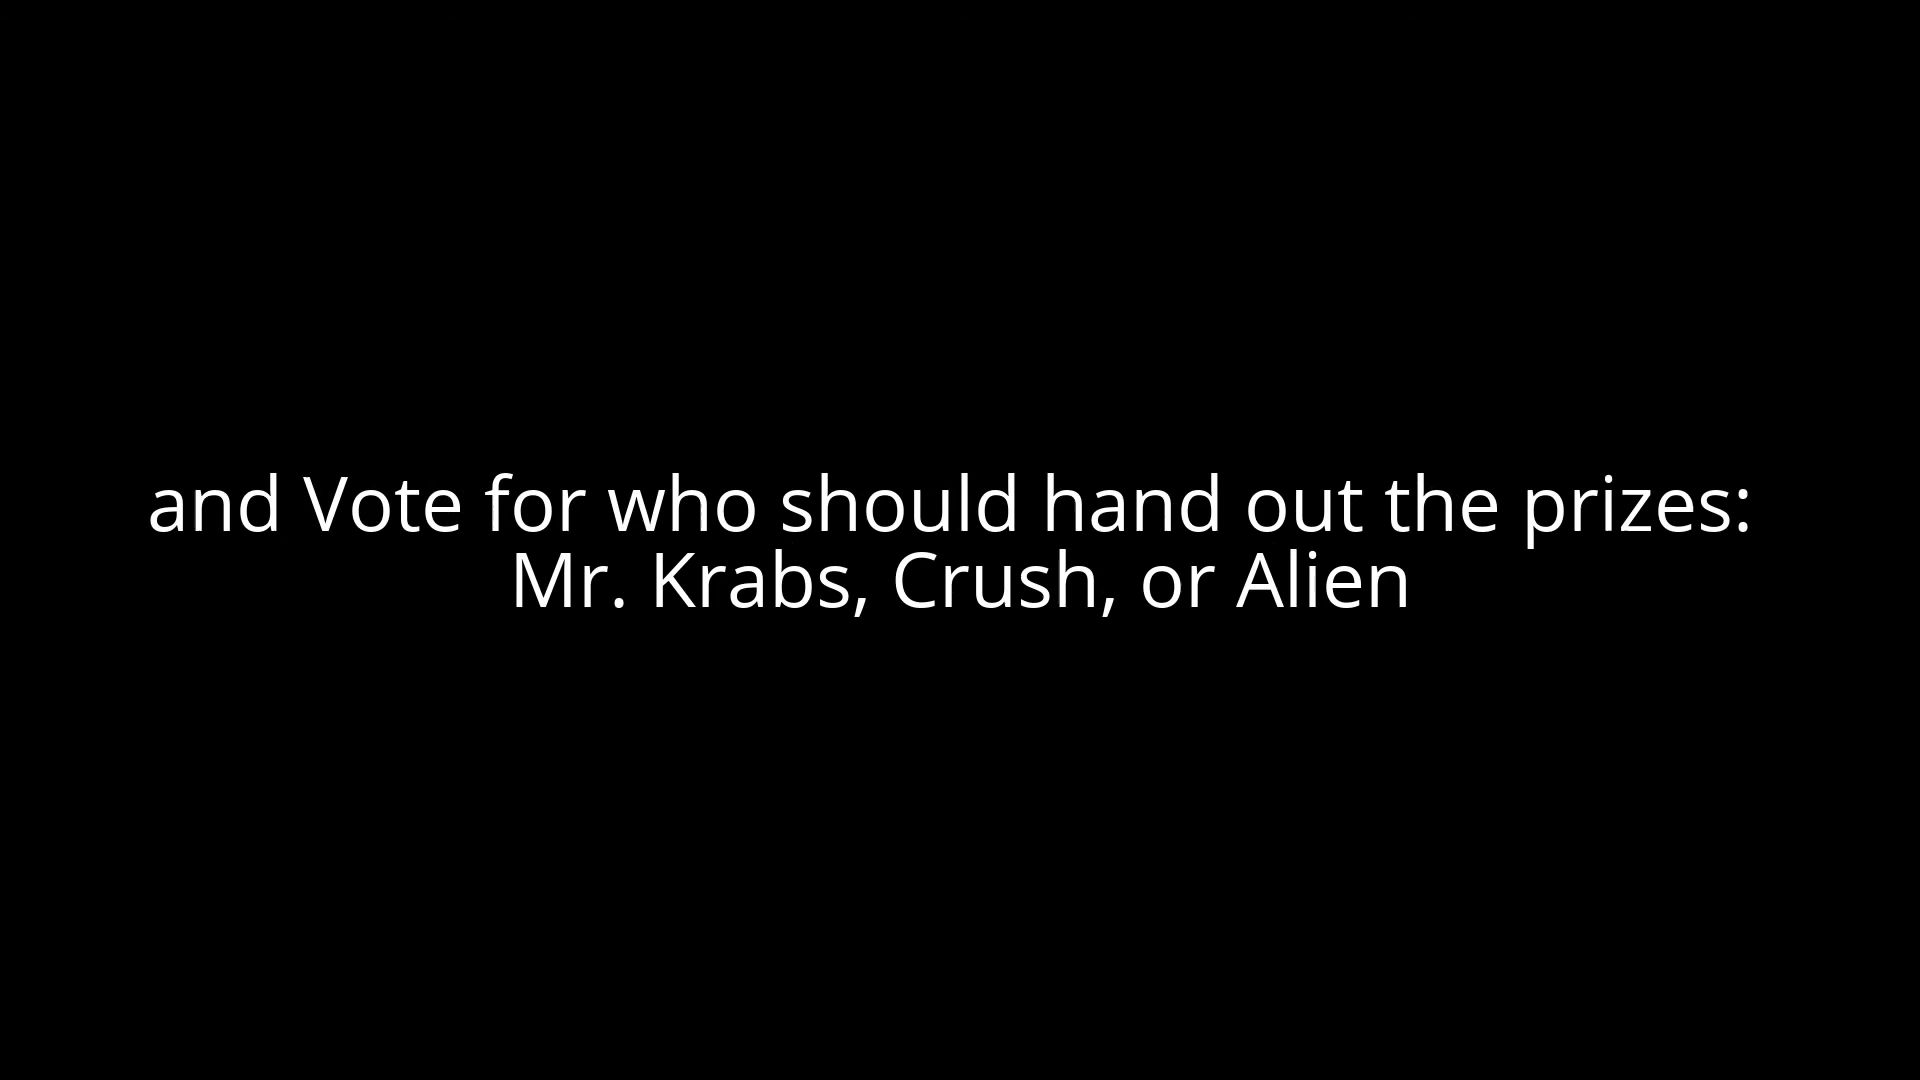 and Vote for who should hand out the prizes:
Mr. Krabs, Crush, or Alien